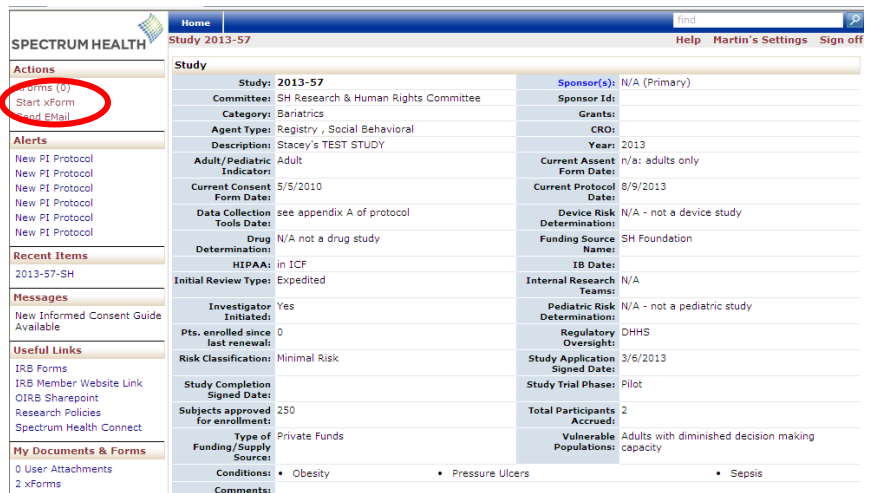 Home
find
SPECTRUM HEALTH
Study 2013-57
Help Martin's Settings Sign off
Actions
xForms (0)
Start xForm
Send EMail
Alerts
New PI Protocol
New PI Protocol
New PI Protocol
New PI Protocol
New PI Protocol
New PI Protocol
Recent Items
2013-57-SH
Messages
New Informed Consent Guide
Available
Useful Links
IRB Forms
IRB Member Website Link
OIRB Sharepoint
Research Policies
Spectrum Health Connect
My Documents & Forms
0 User Attachments
2 xForms
Study
Study: 2013-57 Sponsor(s): N/A (Primary)
Committee: SH Research & Human Rights Committee Sponsor Id:
Category: Bariatrics Grants:
Agent Type: Registry , Social Behavioral CRO:
Description: Stacey's TEST STUDY Year: 2013
Adult/Pediatric Adult Current Assent n/a: adults only
Indicator: Form Date:
Current Consent 5/5/2010 Current Protocol 8/9/2013
Form Date: Date:
Data Collection see appendix A of protocol Device Risk N/A - not a device study
Tools Date: Determination:
Drug N/A not a drug study Funding Source SH Foundation
Determination: Name:
HIPAA: in ICF IB Date:
Initial Review Type: Expedited Internal Research N/A
Teams:
Investigator Yes Pediatric Risk N/A - not a pediatric study
Initiated: Determination:
Pts. enrolled since 0 Regulatory DHHS
last renewal: Oversight:
Risk Classification: Minimal Risk Study Application 3/6/2013
Signed Date:
Study Completion Study Trial Phase: Pilot
Signed Date:
Subjects approved 250 Total Participants 2
for enrollment: Accrued:
Type of Private Funds Vulnerable Adults with diminished decision making
Funding/Supply Populations: capacity
Source:
Conditions: • Obesity • Pressure Ulcers • Sepsis
Comments: